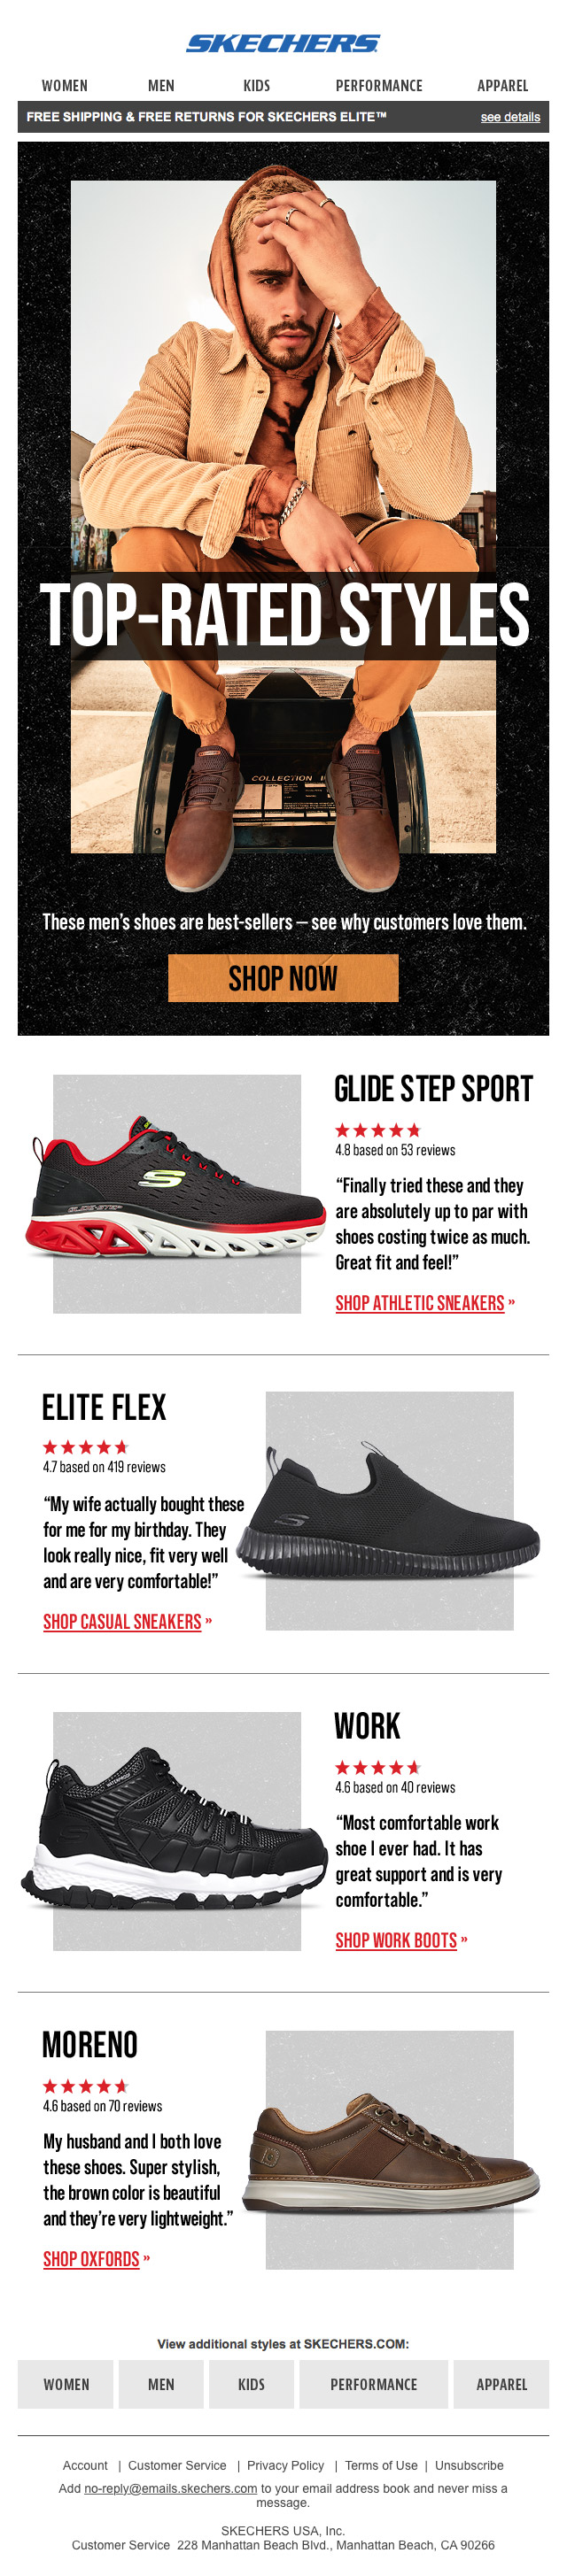 SKECHERS
WOMEN MEN KIDS PERFORMANCE APPAREL
FREE SHIPPING & FREE RETURNS FOR SKECHERS ELITE™ see details
COLLECTION
TOP-RATED STYLES
These men’s shoes are best-sellers – see why customers love them.
SHOP NOW
GLIDE STEP SPORT
4.8 based on 53 reviews
“Finally tried these and they
are absolutely up to par with
shoes costing twice as much.
Great fit and feel!”
SHOP ATHLETIC SNEAKERS »
ELITE FLEX
4.7 based on 419 reviews
“My wife actually bought these
for me for my birthday. They
look really nice, fit very well
and are very comfortable!”
SHOP CASUAL SNEAKERS »
WORK
4.6 based on 40 reviews
“Most comfortable work
shoe I ever had. It has
great support and is very
comfortable.”
SHOP WORK BOOTS »
MORENO
4.6 based on 70 reviews
My husband and I both love
these shoes. Super stylish,
the brown color is beautiful
and they’re very lightweight.”
SHOP OXFORDS »
View additional styles at SKECHERS.COM:
WOMEN MEN KIDS PERFORMANCE APPAREL
Account | Customer Service | Privacy Policy | Terms of Use | Unsubscribe
Add no-reply@emails.skechers.com to your email address book and never miss a
message.
SKECHERS USA, Inc.
Customer Service 228 Manhattan Beach Blvd., Manhattan Beach, CA 90266